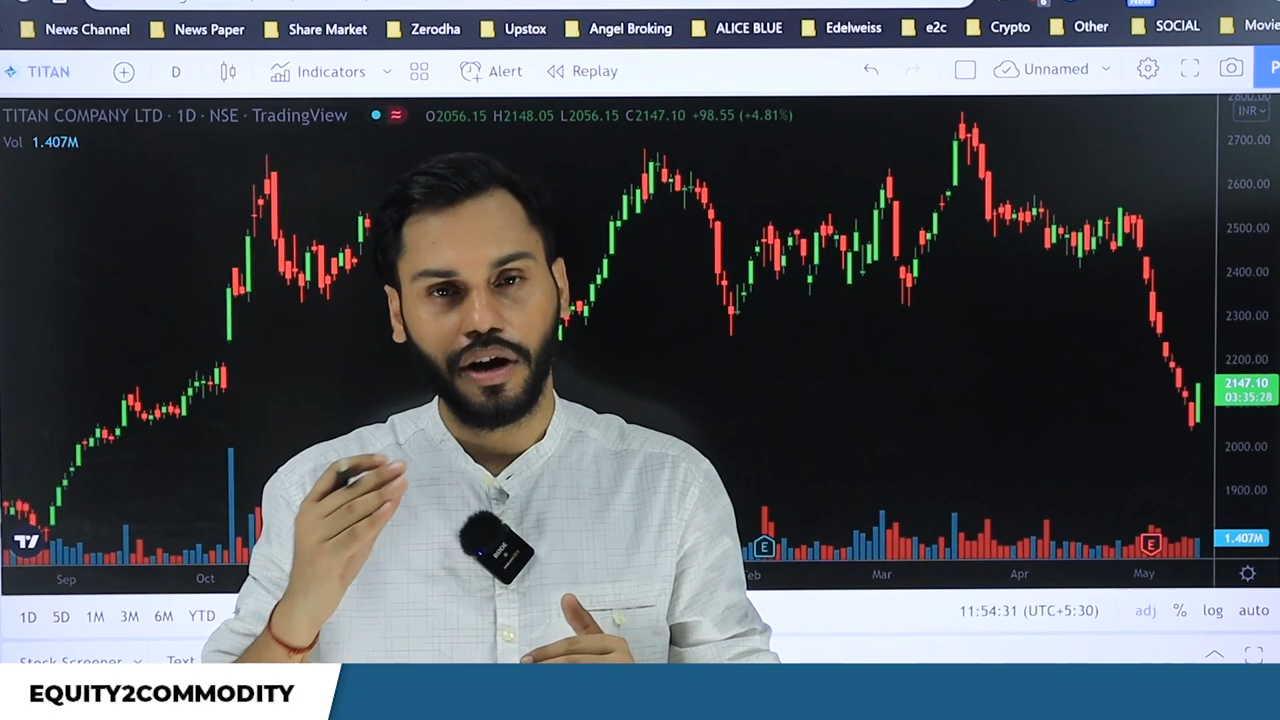 News Channel News Paper Share Market Zerodha Upstox Angel Broking ALICE BLUE Edelweiss e2c Crypto Other SOCIAL Movie
TITAN D Indicators Alert Replay Unnamed P
TITAN COMPANY LTD · 1D · NSE · TradingView O2056.15 H2148.05 L2056.15 C2147.10 +98.55 (+4.81%)
Vol 1.407M
2800.00
INR
2700.00
2600.00
2500.00
2400.00
2300.00
2200.00
2147.10
03:35:28
2000.00
1900.00
1.407M
RODE
E E
Sep Oct Feb Mar Apr May
1D 5D 1M 3M 6M YTD 11:54:31 (UTC+5:30) adj % log auto
Stock Screener Text
EQUITY2COMMODITY